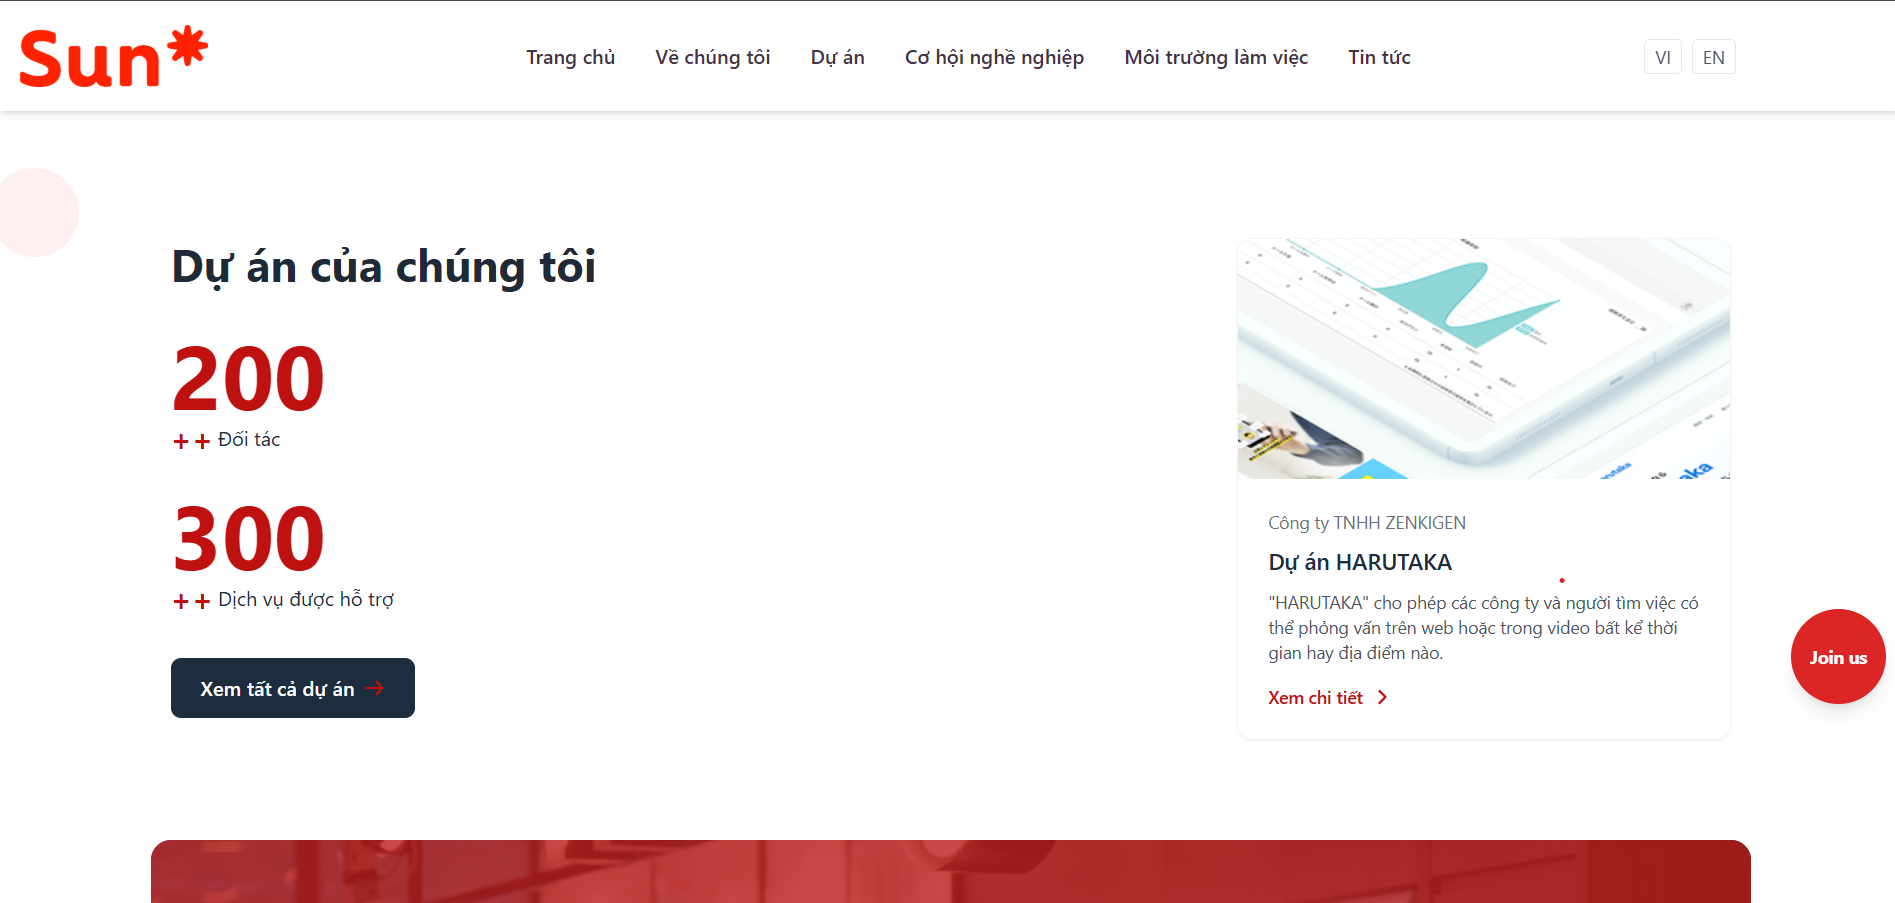 Sun*
Trang chủ
Về chúng tôi
Dự án
Cơ hội nghề nghiệp
Môi trường làm việc
Tin tức
VI
EN
Dự án của chúng tôi
200
++ Đối tác
300
++ Dịch vụ được hỗ trợ
Xem tất cả dự án
Công ty TNHH ZENKIGEN
Dự án HARUTAKA
"HARUTAKA" cho phép các công ty và người tìm việc có
thể phỏng vấn trên web hoặc trong video bất kể thời
gian hay địa điểm nào.
Xem chi tiết
Join us